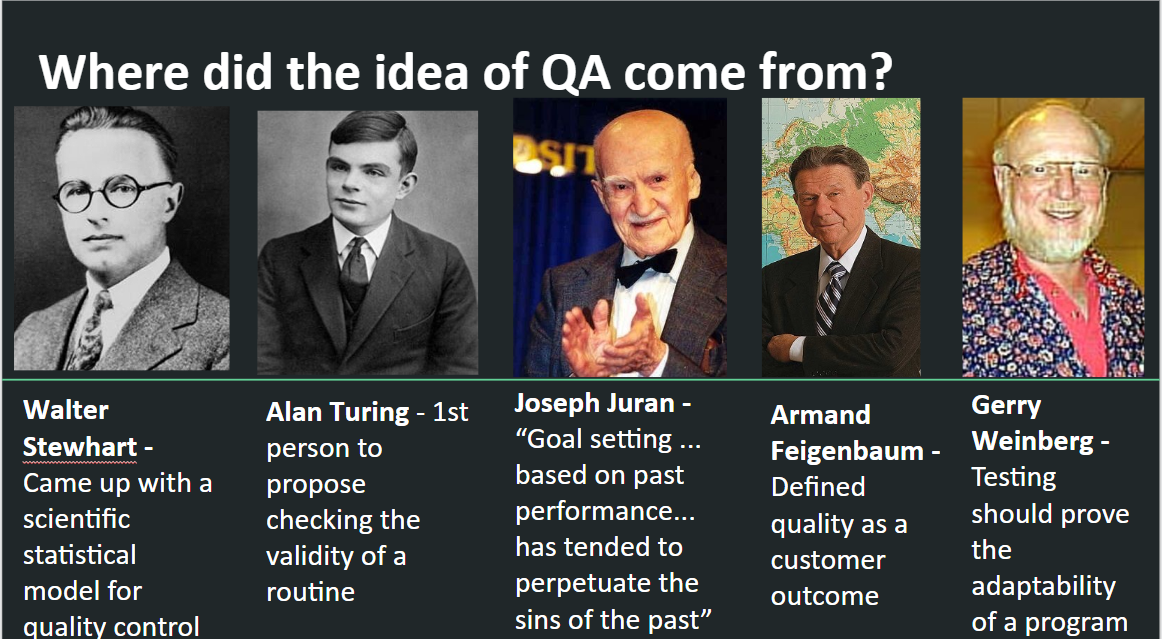 Where did the idea of QA come from?
OSIT
Walter
Stewhart -
Came up with a
scientific
statistical
model for
quality control
Alan Turing - 1st
person to
propose
checking the
validity of a
routine
Joseph Juran -
“Goal setting ...
based on past
performance...
has tended to
perpetuate the
sins of the past”
Armand
Feigenbaum -
Defined
quality as a
customer
outcome
Gerry
Weinberg -
Testing
should prove
the
adaptability
of a program